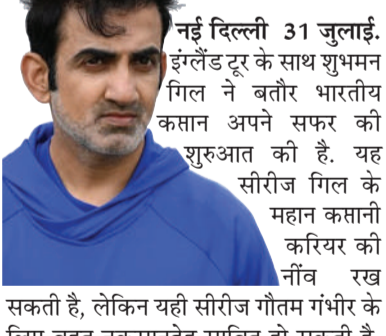 नई दिल्ली 31 जुलाई.
इंग्लैंड टूर के साथ शुभमन
गिल ने बतौर भारतीय
कप्तान अपने सफर की
शुरुआत की है. यह
सीरीज गिल के
महान कप्तानी
करियर की
नींव रख
सकती है, लेकिन यही सीरीज गौतम गंभीर के